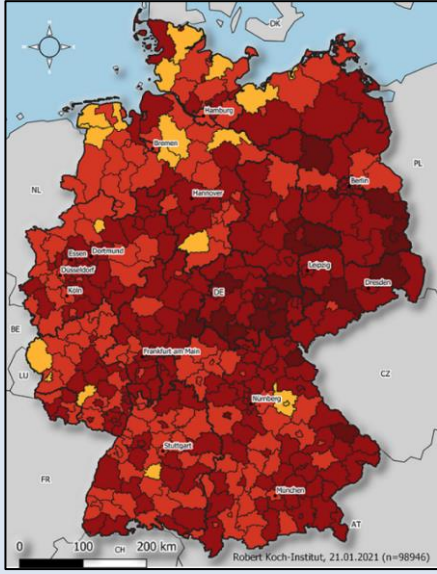 DK
PL
NL
Hamburg
Bremen
Berlin
Hannover
Essen
Dortmund
Düsseldorf
Köln
Leipzig
Dresden
DE
BE
Frankfurt am Main
LU
CZ
Nürnberg
Stuttgart
FR
München
AT
CH
0 100 200 km
Robert Koch-Institut, 21.01.2021 (n=98946)